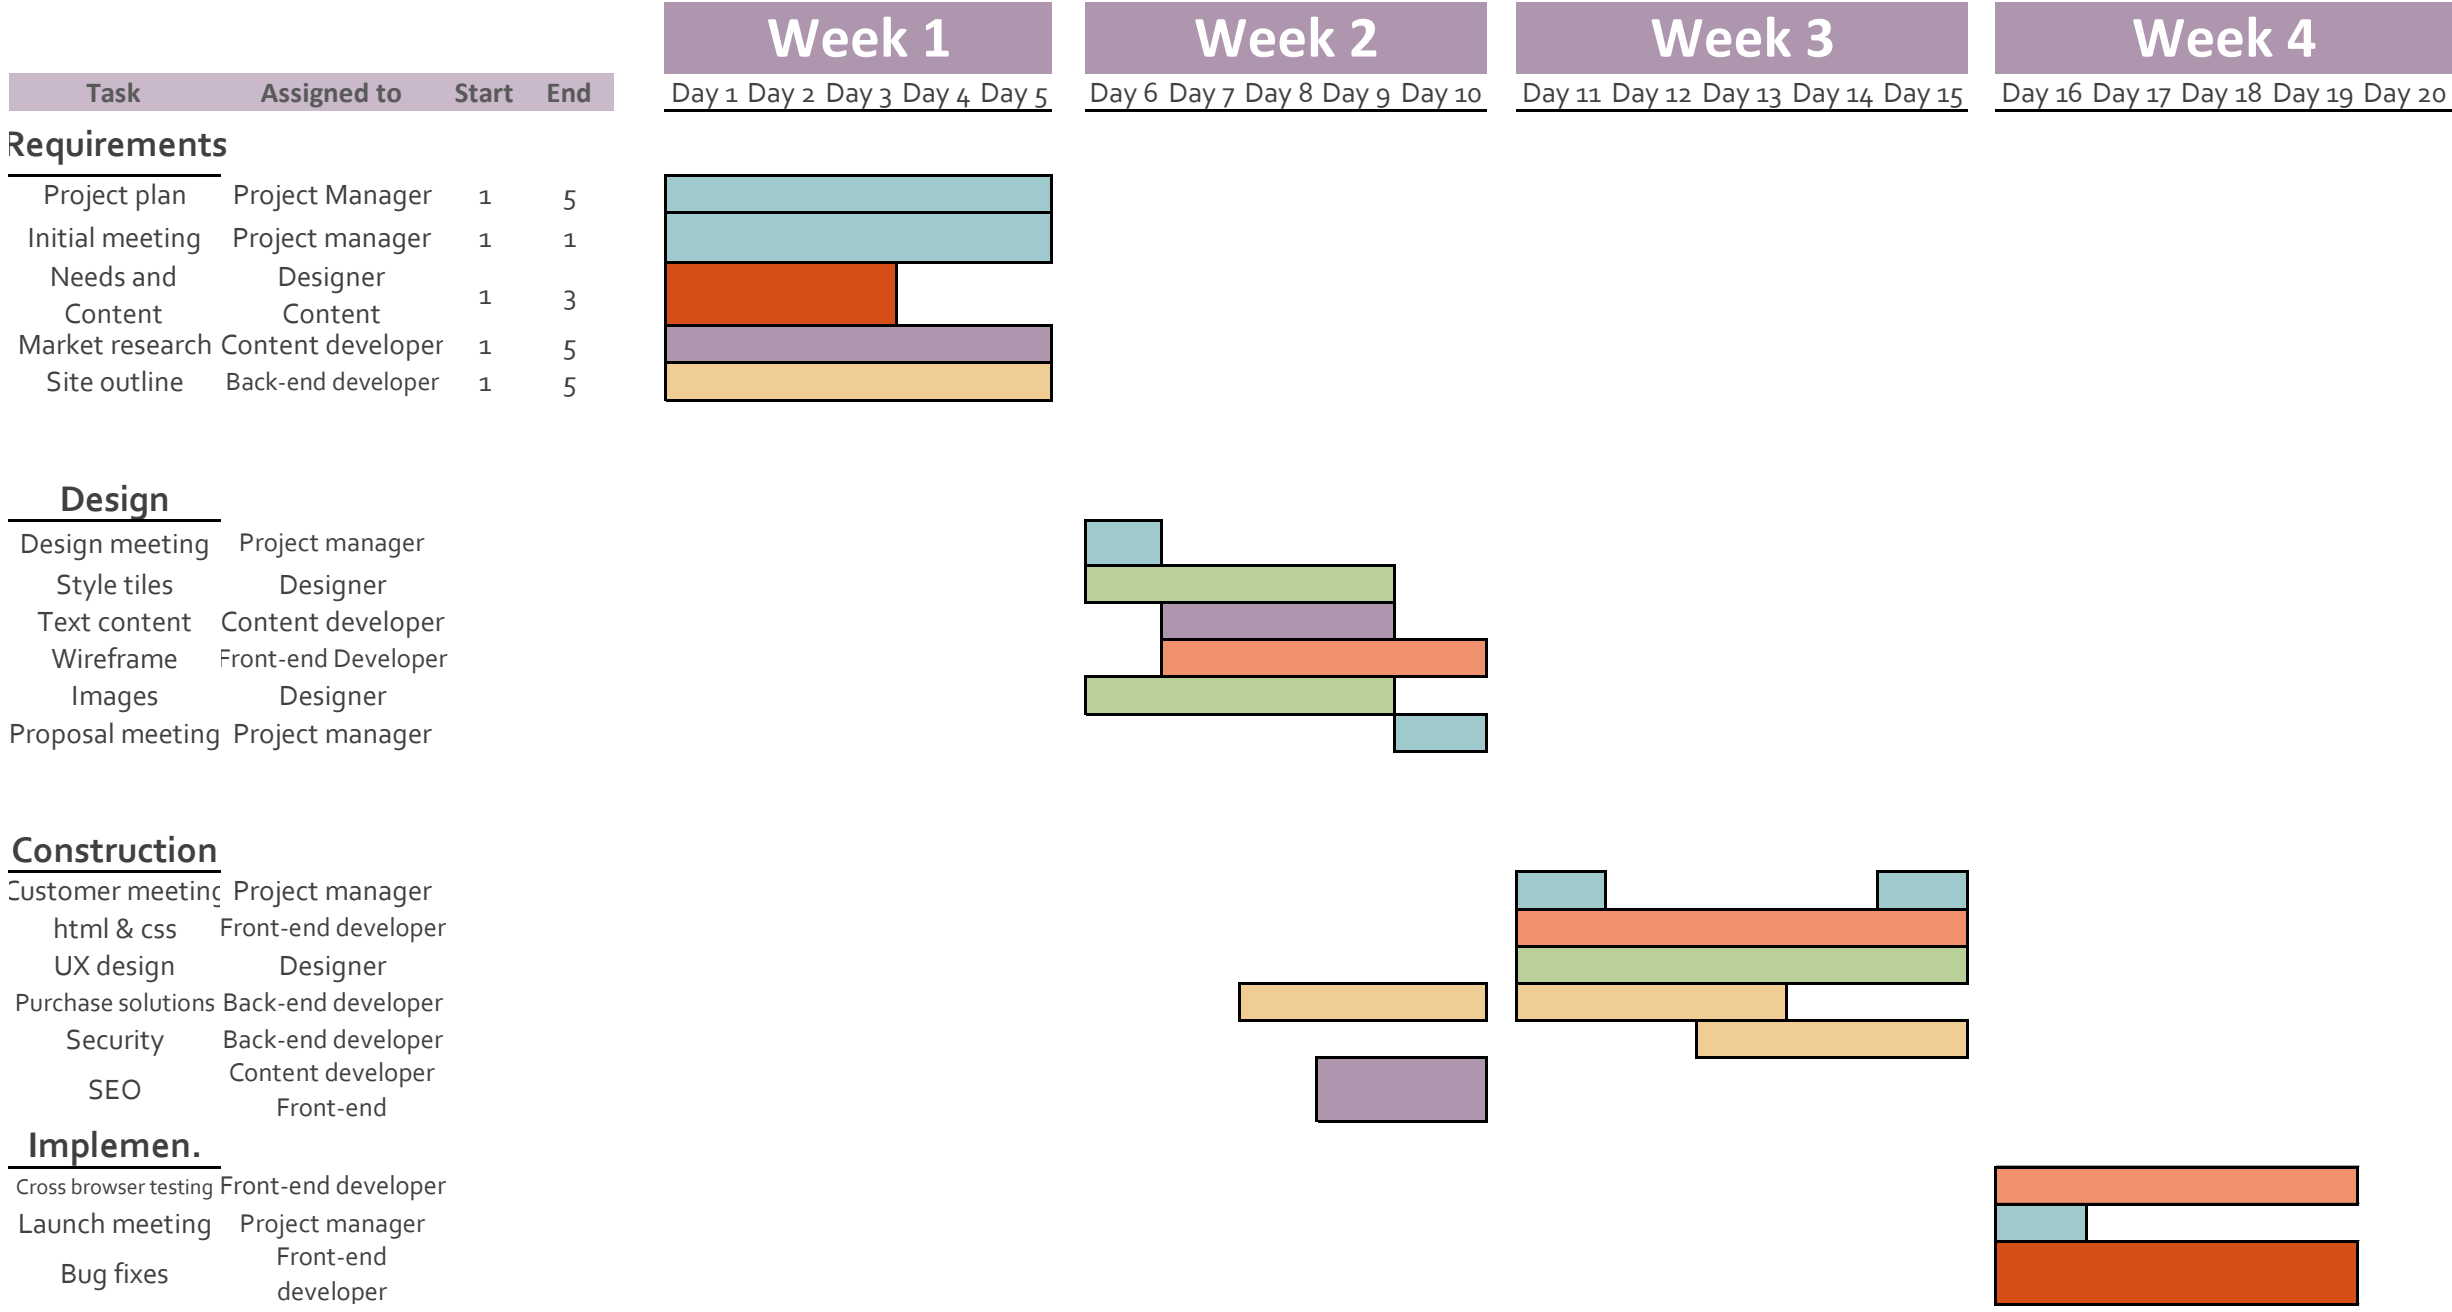 Week 1 Week 2 Week 3 Week 4
Task Assigned to Start End Day 1 Day 2 Day 3 Day 4 Day 5 Day 6 Day 7 Day 8 Day 9 Day 10 Day 11 Day 12 Day 13 Day 14 Day 15 Day 16 Day 17 Day 18 Day 19 Day 20
Requirements
Project plan Project Manager 1 5
Initial meeting Project manager 1 1
Needs and Designer
1 3
Content Content
Market research Content developer 1 5
Site outline Back-end developer 1 5
Design
Design meeting Project manager
Style tiles Designer
Text content Content developer
Wireframe Front-end Developer
Images Designer
Proposal meeting Project manager
Construction
Customer meeting Project manager
html & css Front-end developer
UX design Designer
Purchase solutions Back-end developer
Security Back-end developer
Content developer
SEO
Front-end
Implemen.
Cross browser testing Front-end developer
Launch meeting Project manager
Front-end
Bug fixes
developer